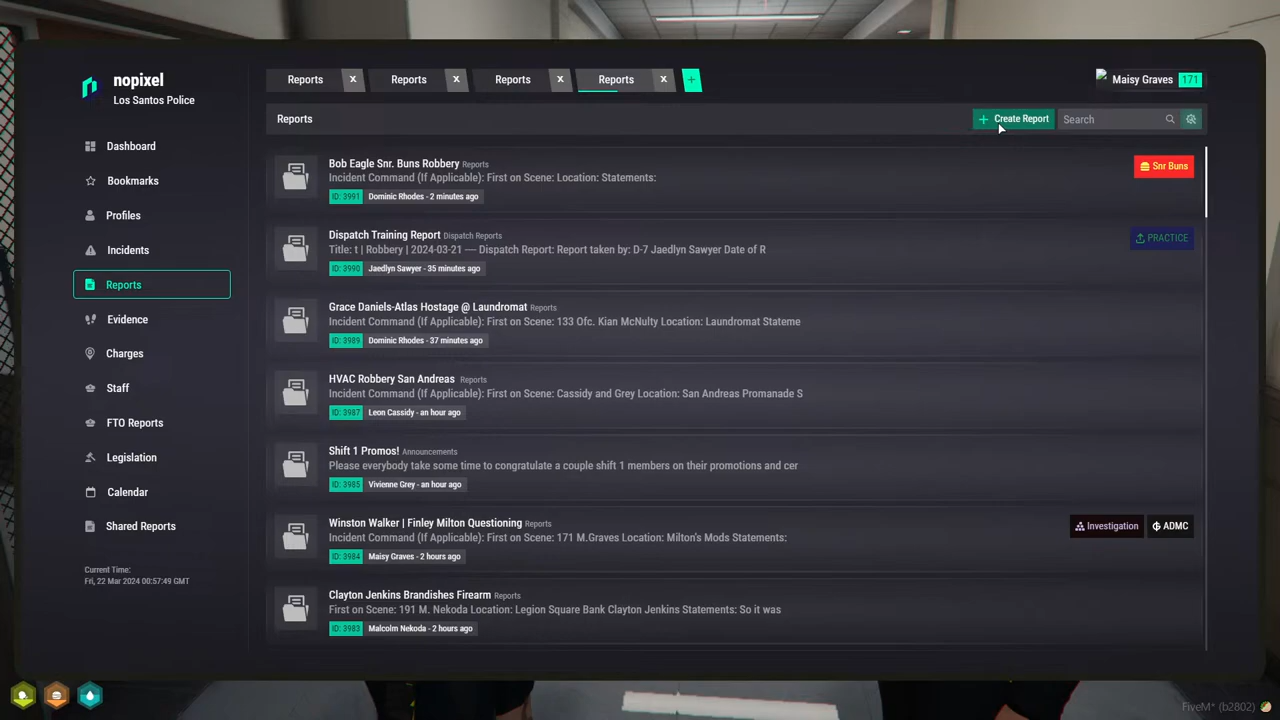 nopixel
Los Santos Police
Reports x Reports x Reports x Reports x +
Maisy Graves 171
Reports
+ Create Report
Search
Dashboard
Bookmarks
Profiles
Incidents
Reports
Evidence
Charges
Staff
FTO Reports
Legislation
Calendar
Shared Reports
Current Time:
Fri, 22 Mar 2024 00:57:49 GMT
Bob Eagle Snr. Buns Robbery Reports
Incident Command (If Applicable): First on Scene: Location: Statements:
ID: 3991 Dominic Rhodes - 2 minutes ago
Snr Buns
Dispatch Training Report Dispatch Reports
Title: t | Robbery | 2024-03-21 — Dispatch Report: Report taken by: D-7 Jaedlyn Sawyer Date of R
ID: 3990 Jaedlyn Sawyer - 35 minutes ago
PRACTICE
Grace Daniels-Atlas Hostage @ Laundromat Reports
Incident Command (If Applicable): First on Scene: 133 Ofc. Kian McNulty Location: Laundromat Stateme
ID: 3989 Dominic Rhodes - 37 minutes ago
HVAC Robbery San Andreas Reports
Incident Command (If Applicable): First on Scene: Cassidy and Grey Location: San Andreas Promanade S
ID: 3987 Leon Cassidy - an hour ago
Shift 1 Promos! Announcements
Please everybody take some time to congratulate a couple shift 1 members on their promotions and cer
ID: 3985 Vivienne Grey - an hour ago
Winston Walker | Finley Milton Questioning Reports
Incident Command (If Applicable): First on Scene: 171 M.Graves Location: Milton's Mods Statements:
ID: 3984 Maisy Graves - 2 hours ago
Investigation ADMC
Clayton Jenkins Brandishes Firearm Reports
First on Scene: 191 M. Nekoda Location: Legion Square Bank Clayton Jenkins Statements: So it was
ID: 3983 Malcolm Nekoda - 2 hours ago
FiveM* (b2802)